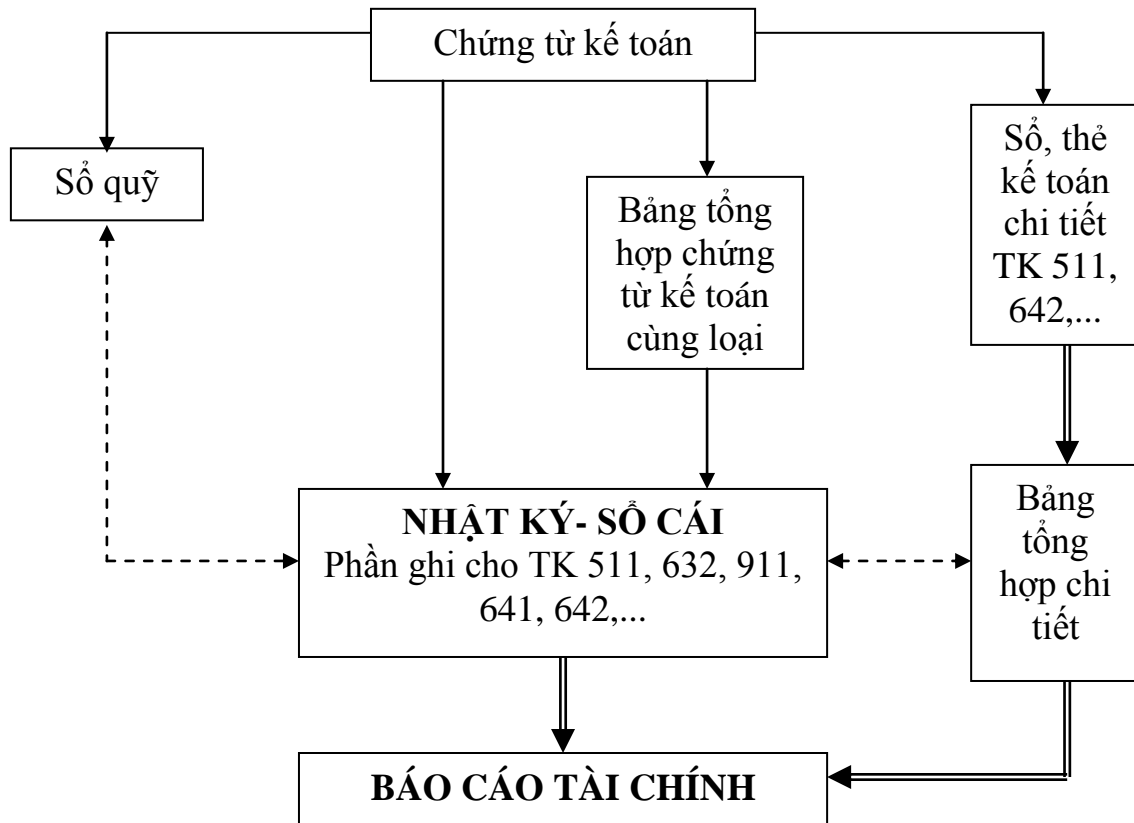 Chứng từ kế toán
Sổ quỹ
Bảng tổng
hợp chứng
từ kế toán
cùng loại
Sổ, thẻ
kế toán
chi tiết
TK 511,
642,...
NHẬT KÝ- SỔ CÁI
Phần ghi cho TK 511, 632, 911,
641, 642,...
Bảng
tổng
hợp chi
tiết
BÁO CÁO TÀI CHÍNH